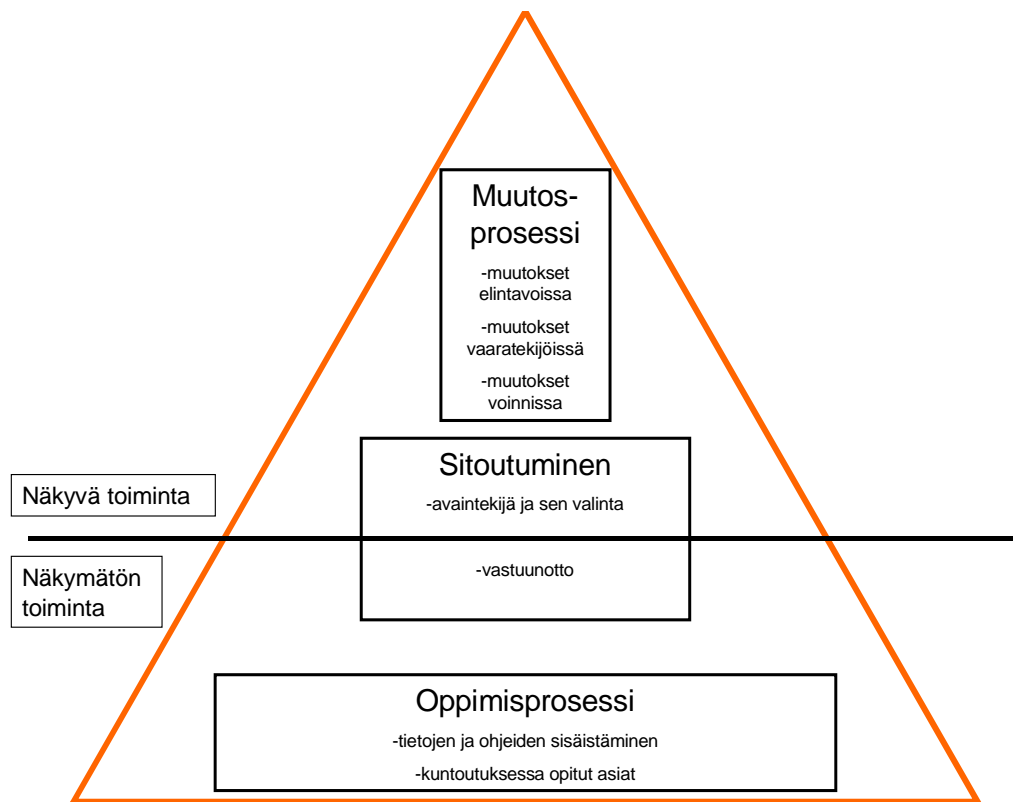 Muutos-
prosessi
-muutokset
elintavoissa
-muutokset
vaaratekijöissä
-muutokset
voinnissa
Sitoutuminen
-avaintekijä ja sen valinta
Näkyvä toiminta
Näkymätön
toiminta
-vastuunotto
Oppimisprosessi
-tietojen ja ohjeiden sisäistäminen
-kuntoutuksessa opitut asiat